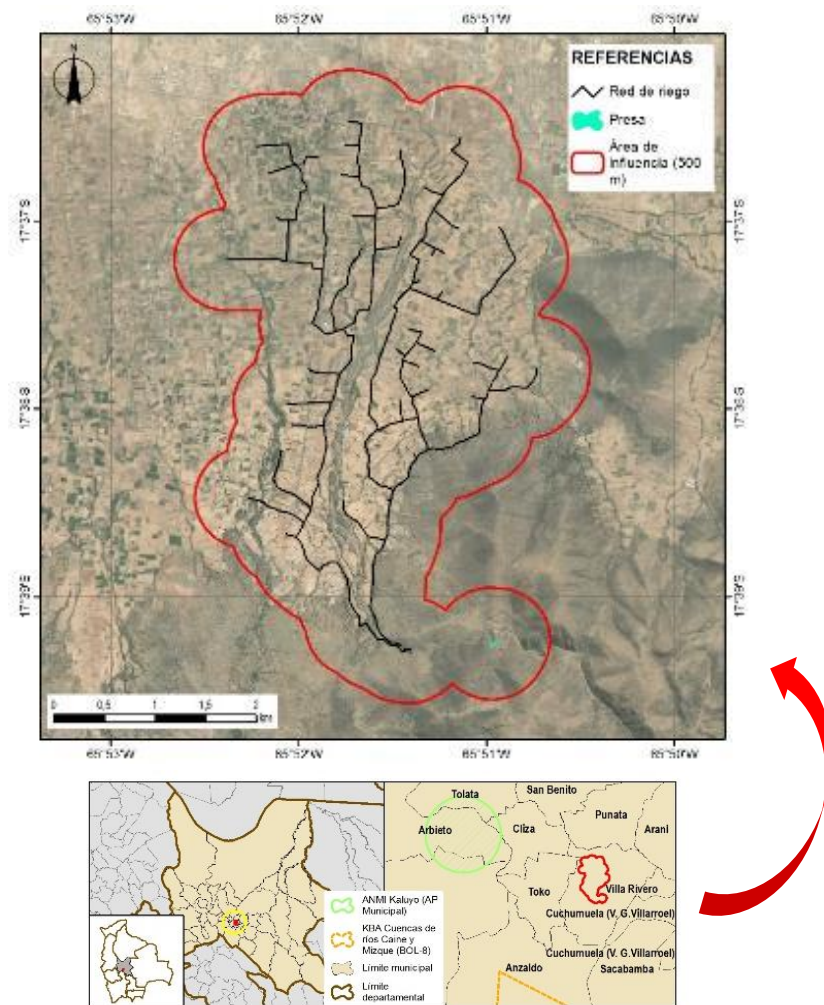 65°53'W 65°52'W 65°51'W 65°50'W
N
REFERENCIAS
Red de riego
Presa
Área de
Influencia (500
m)
17°37'S 17°37'S
17°38'S 17°38'S
17°39'S 17°39'S
0 0,5 1 1,5 2
km
65°53'W 65°52'W 65°51'W 65°50'W
Tolata
San Benito
Punata
Arbieto
Cliza
Arani
Toko
Villa Rivero
Cuchumuela (V. G.Villarroel)
Cuchumuela (V. G.Villarroel)
Anzaldo
Sacabamba
ANMI Kaluyo (AP
Municipal)
KBA Cuencas de
ríos Caine y
Mizque (BOL-8)
Límite municipal
Límite
departamental